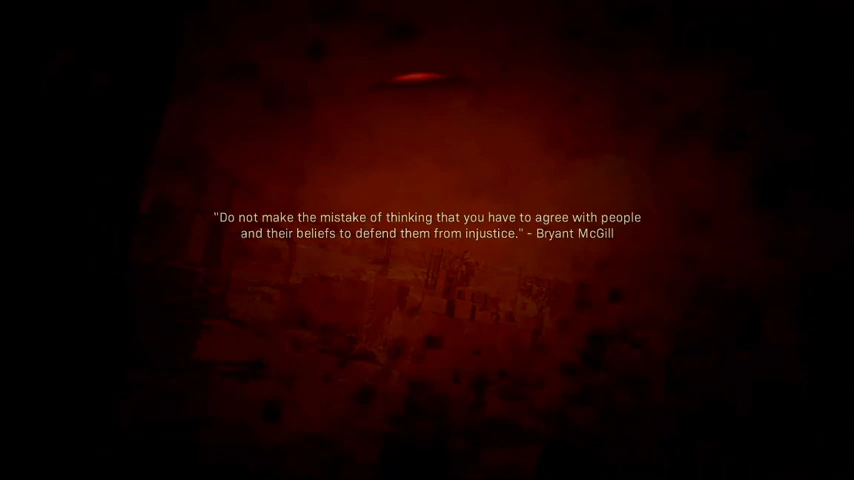 "Do not make the mistake of thinking that you have to agree with people
and their beliefs to defend them from injustice." - Bryant McGill